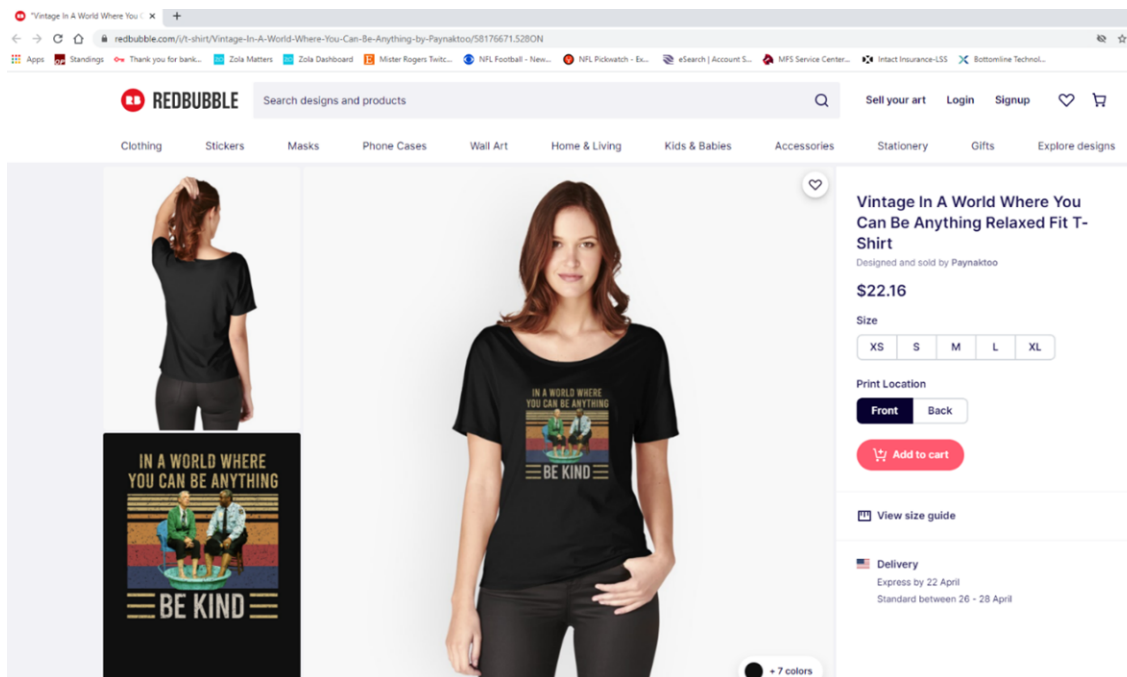 "Vintage In A World Where You C
redbubble.com/i/t-shirt/Vintage-In-A-World-Where-You-Can-Be-Anything-by-Paynaktoo/58176671.528ON
Apps Standings Thank you for bank... Zola Matters Zola Dashboard Mister Rogers Twitc... NFL Football - New... NFL Pickwatch - Ex... eSearch | Account S... MFS Service Center... Intact Insurance-LSS Bottomline Technol...
RB REDBUBBLE Search designs and products Sell your art Login Signup
Clothing Stickers Masks Phone Cases Wall Art Home & Living Kids & Babies Accessories Stationery Gifts Explore designs
IN A WORLD WHERE
YOU CAN BE ANYTHING
BE KIND
IN A WORLD WHERE
YOU CAN BE ANYTHING
BE KIND
+ 7 colors
Vintage In A World Where You
Can Be Anything Relaxed Fit T-
Shirt
Designed and sold by Paynaktoo
$22.16
Size
XS S M L XL
Print Location
Front Back
Add to cart
View size guide
Delivery
Express by 22 April
Standard between 26 - 28 April